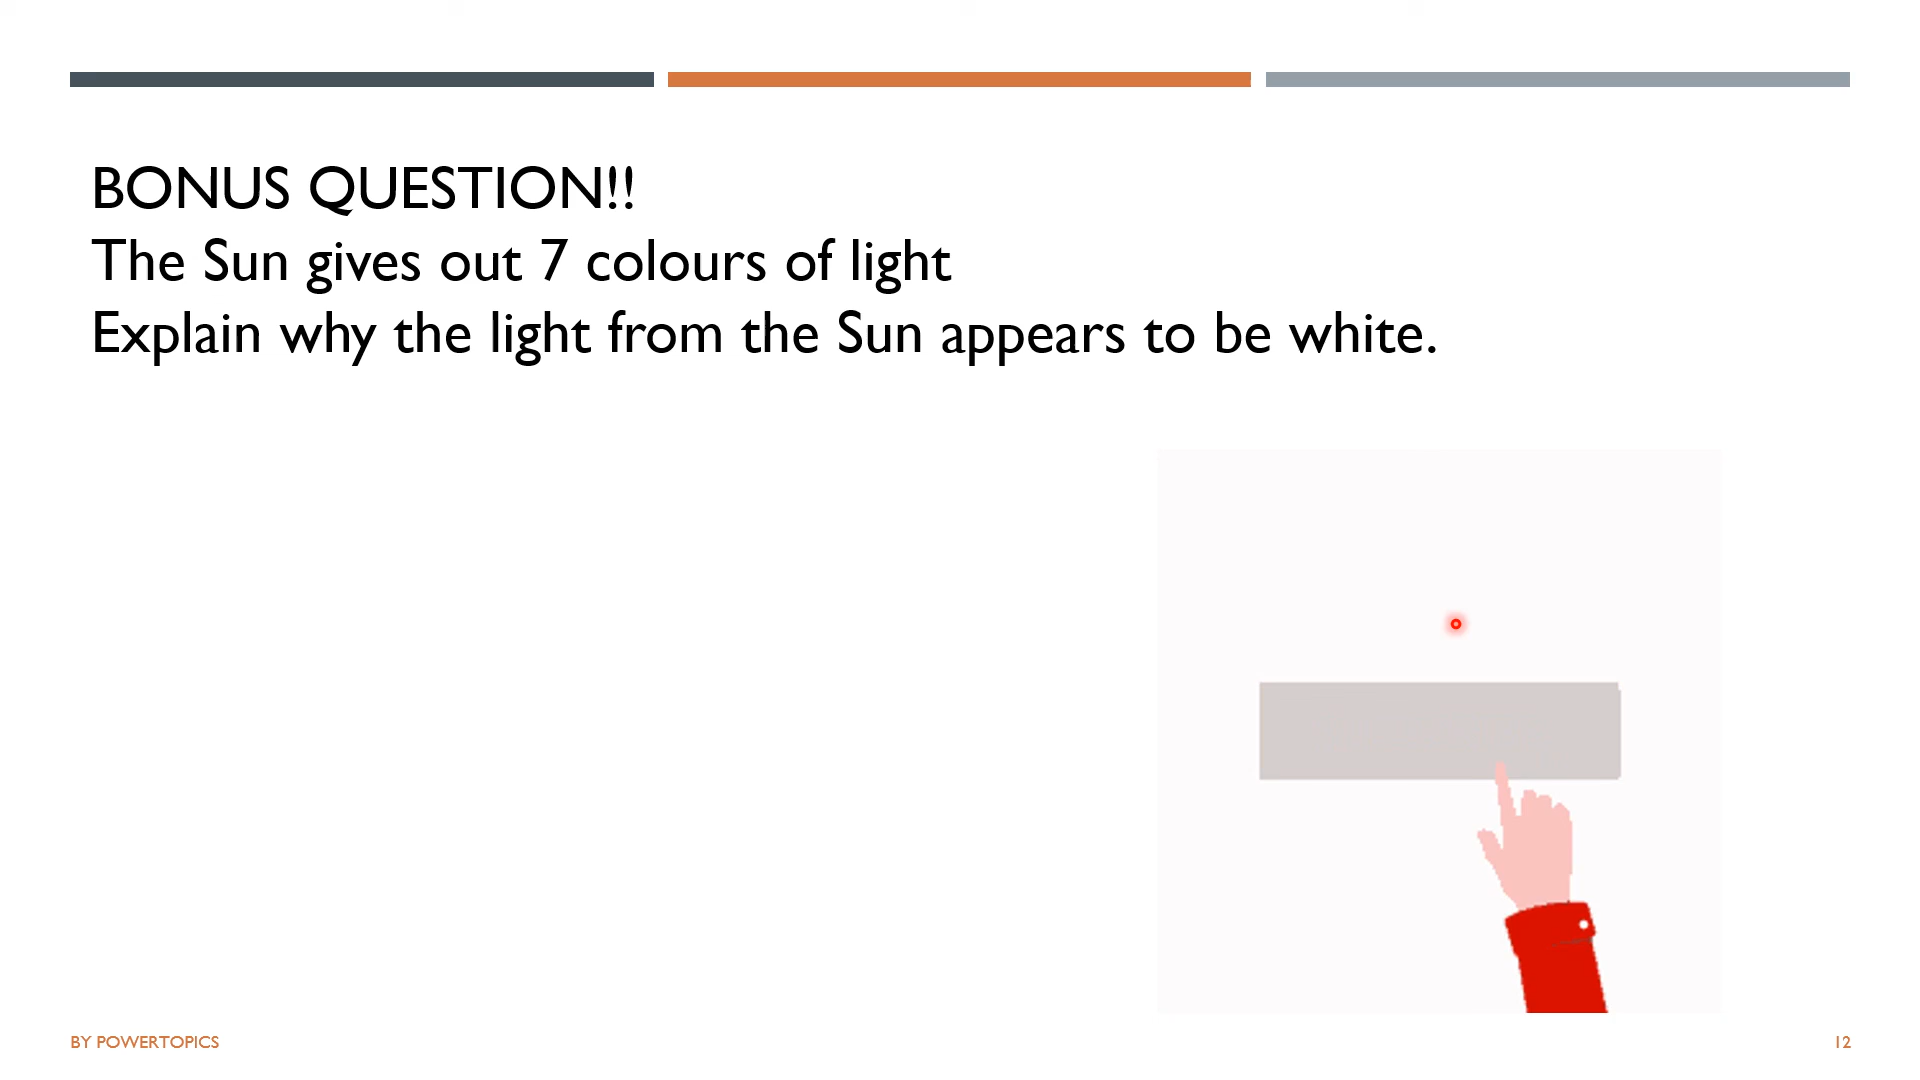 BONUS QUESTION!!
The Sun gives out 7 colours of light
Explain why the light from the Sun appears to be white.
BY POWERTOPICS
12